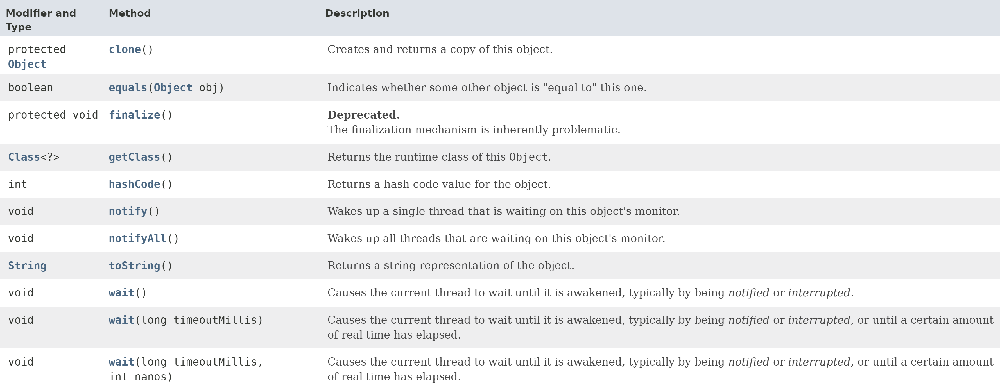 Modifier and Type Method Description
protected Object clone() Creates and returns a copy of this object.
boolean equals(Object obj) Indicates whether some other object is "equal to" this one.
protected void finalize() Deprecated.
The finalization mechanism is inherently problematic.
Class<?> getClass() Returns the runtime class of this Object.
int hashCode() Returns a hash code value for the object.
void notify() Wakes up a single thread that is waiting on this object's monitor.
void notifyAll() Wakes up all threads that are waiting on this object's monitor.
String toString() Returns a string representation of the object.
void wait() Causes the current thread to wait until it is awakened, typically by being notified or interrupted.
void wait(long timeoutMillis) Causes the current thread to wait until it is awakened, typically by being notified or interrupted, or until a certain amount
of real time has elapsed.
void wait(long timeoutMillis, int nanos) Causes the current thread to wait until it is awakened, typically by being notified or interrupted, or until a certain amount
of real time has elapsed.